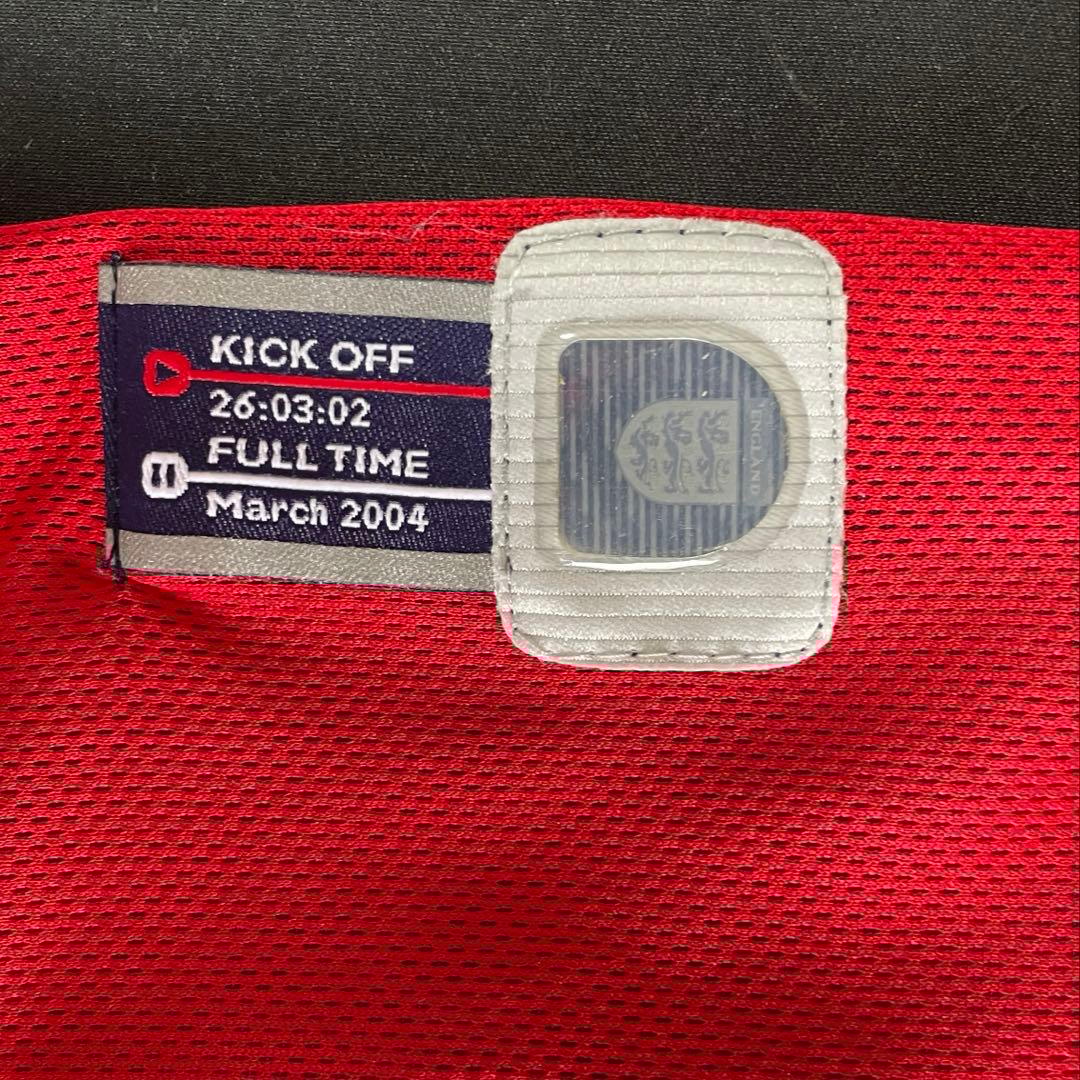 KICK OFF
26:03:02
FULL TIME
March 2004
ENGLAND